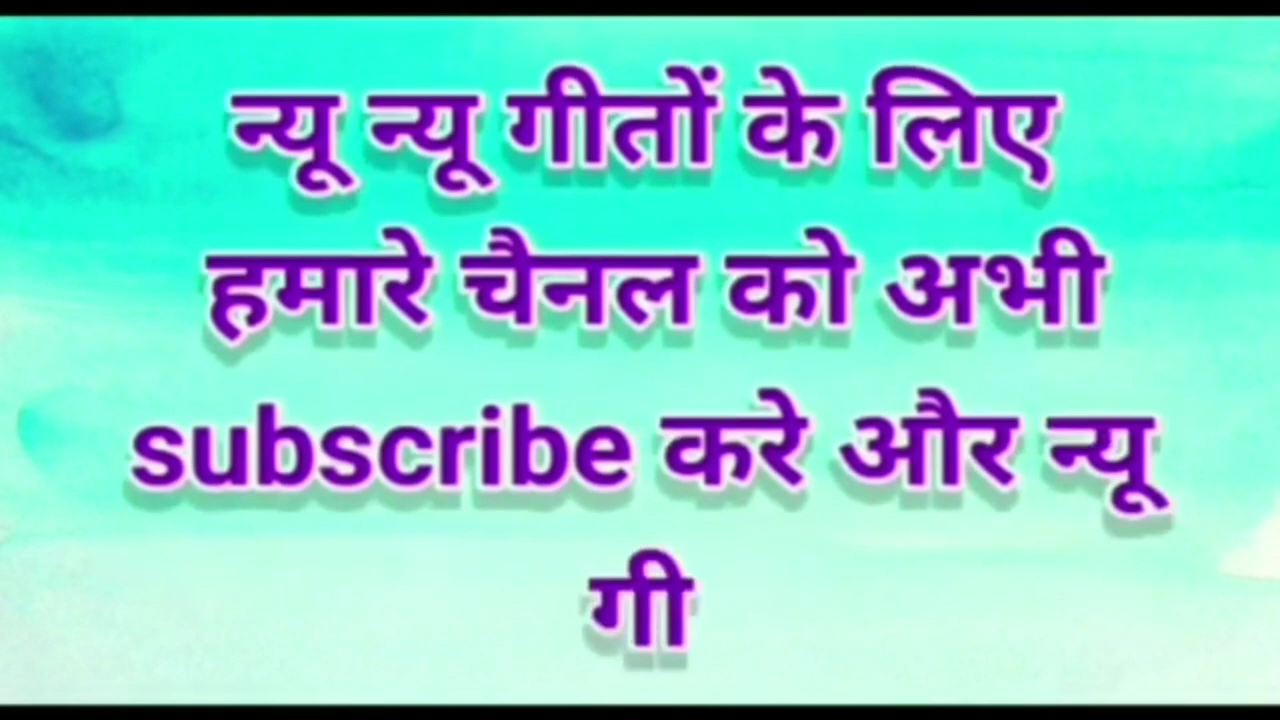 न्यू न्यू गीतों के लिए
हमारे चैनल को अभी
subscribe करे और न्यू
गी